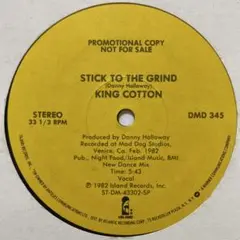 PROMOTIONAL COPY
NOT FOR SALE
STICK TO THE GRIND
(Danny Holloway)
KING COTTON
STEREO
33 1/3 RPM
DMD 345
Produced by Danny Holloway
Recorded at Mad Dog Studios
Venice, Ca. Feb. 1982
Pub., Night Food/Island Music, BMI
New Dance Mix
Time: 5:43
Vocal
℗ 1982 Island Records, Inc.
ST-DM-49302-SP